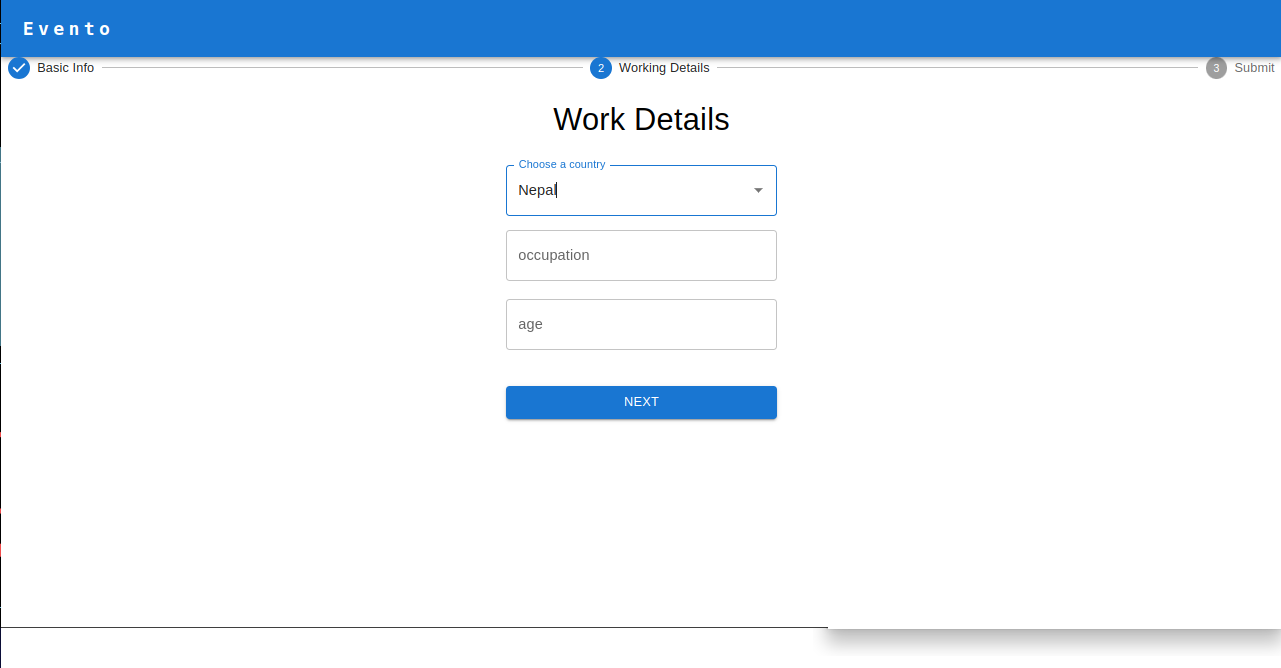 Evento
Basic Info
2 Working Details
3 Submit
Work Details
Choose a country
Nepal
occupation
age
NEXT